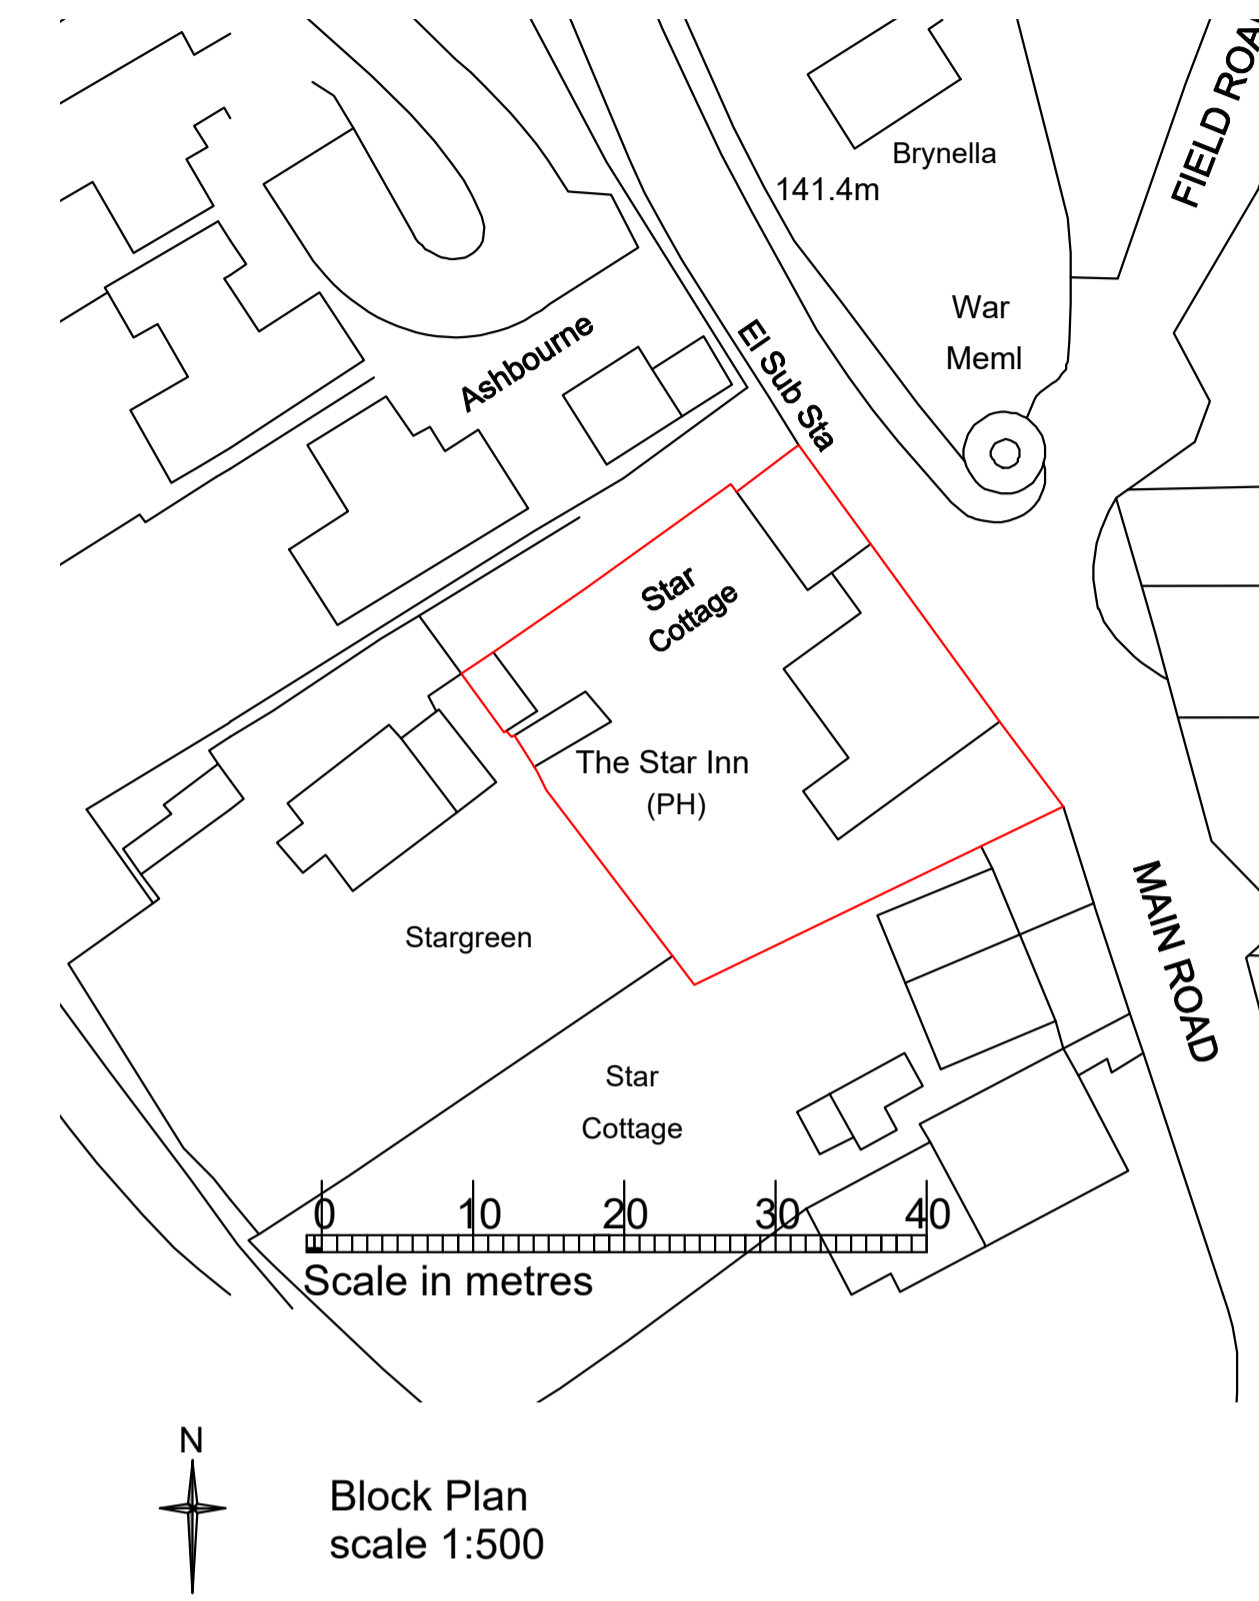 FIELD ROA
Brynella
141.4m
War
Meml
El Sub Sta
Ashbourne
Star
Cottage
The Star Inn
(PH)
MAIN ROAD
Stargreen
Star
Cottage
0 10 20 30 40
Scale in metres
N
Block Plan
scale 1:500